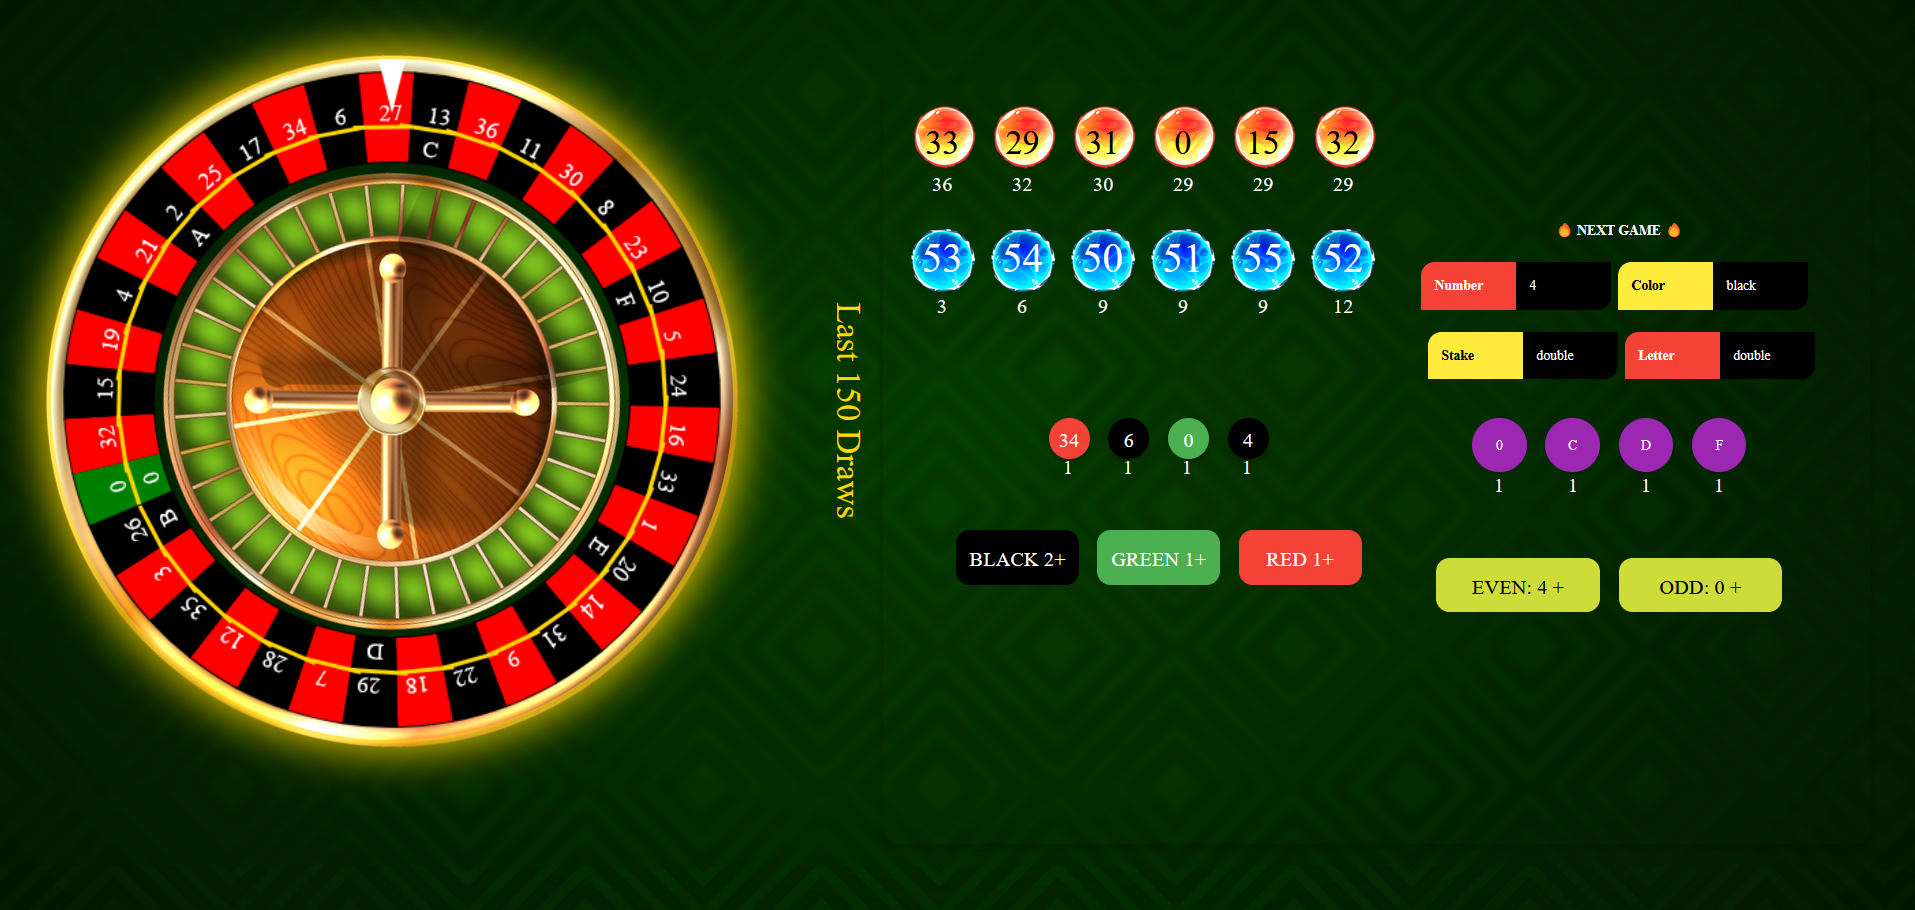 27
13
36
11
30
8
23
10
5
24
16
33
1
20
14
31
9
22
18
29
7
28
12
35
3
26
0
32
15
19
4
21
2
25
17
34
6
C
F
E
D
B
0
A
Last 150 Draws
33 29 31 0 15 32
36 32 30 29 29 29
53 54 50 51 55 52
3 6 9 9 9 12
34 6 0 4
1 1 1 1
BLACK 2+ GREEN 1+ RED 1+
NEXT GAME
Number 4 Color black
Stake double Letter double
0 C D F
1 1 1 1
EVEN: 4 + ODD: 0 +